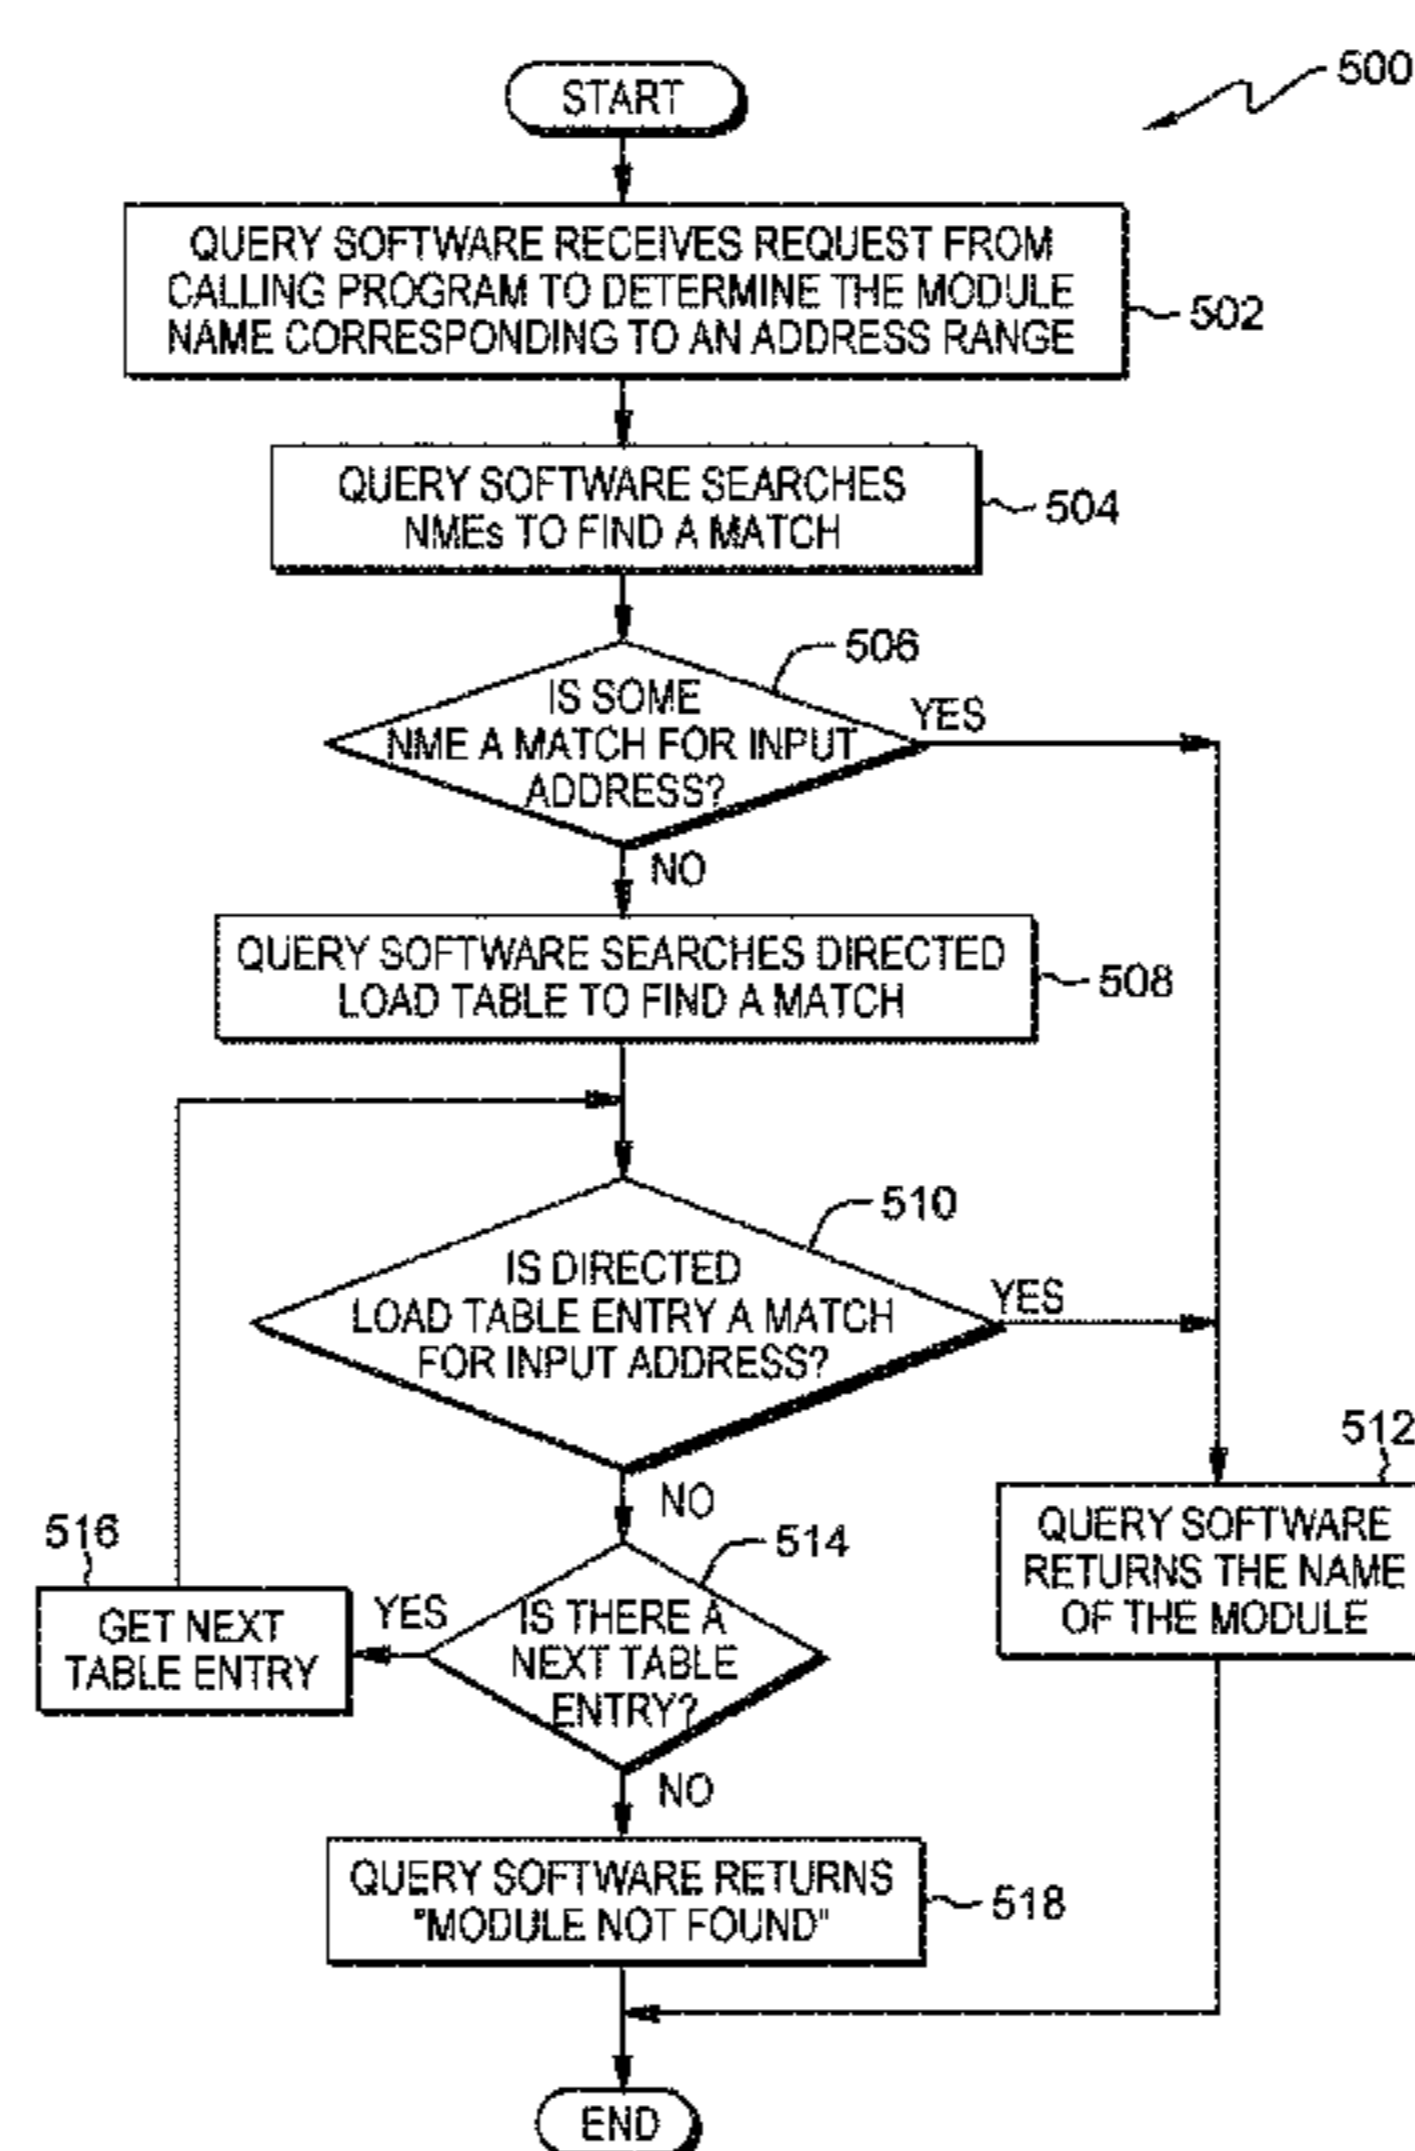 START
500
QUERY SOFTWARE RECEIVES REQUEST FROM
CALLING PROGRAM TO DETERMINE THE MODULE
NAME CORRESPONDING TO AN ADDRESS RANGE
502
QUERY SOFTWARE SEARCHES
NMEs TO FIND A MATCH
504
506
IS SOME
NME A MATCH FOR INPUT
ADDRESS?
YES
NO
QUERY SOFTWARE SEARCHES DIRECTED
LOAD TABLE TO FIND A MATCH
508
510
IS DIRECTED
LOAD TABLE ENTRY A MATCH
FOR INPUT ADDRESS?
YES
NO
512
QUERY SOFTWARE
RETURNS THE NAME
OF THE MODULE
514
IS THERE A
NEXT TABLE
ENTRY?
YES
516
GET NEXT
TABLE ENTRY
NO
QUERY SOFTWARE RETURNS
"MODULE NOT FOUND"
518
END